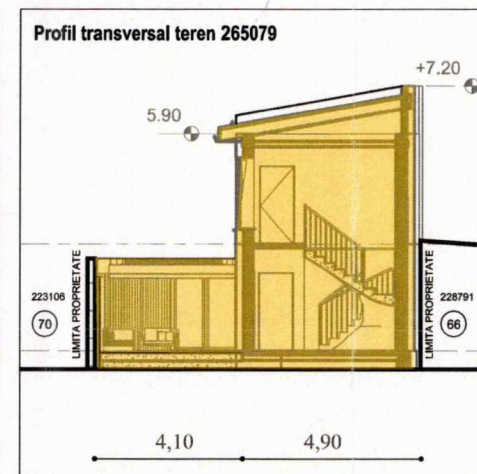 Profil transversal teren 265079
+7.20
5.90
LIMITA PROPRIETATE
LIMITA PROPRIETATE
223106
70
228791
66
4,10
4,90